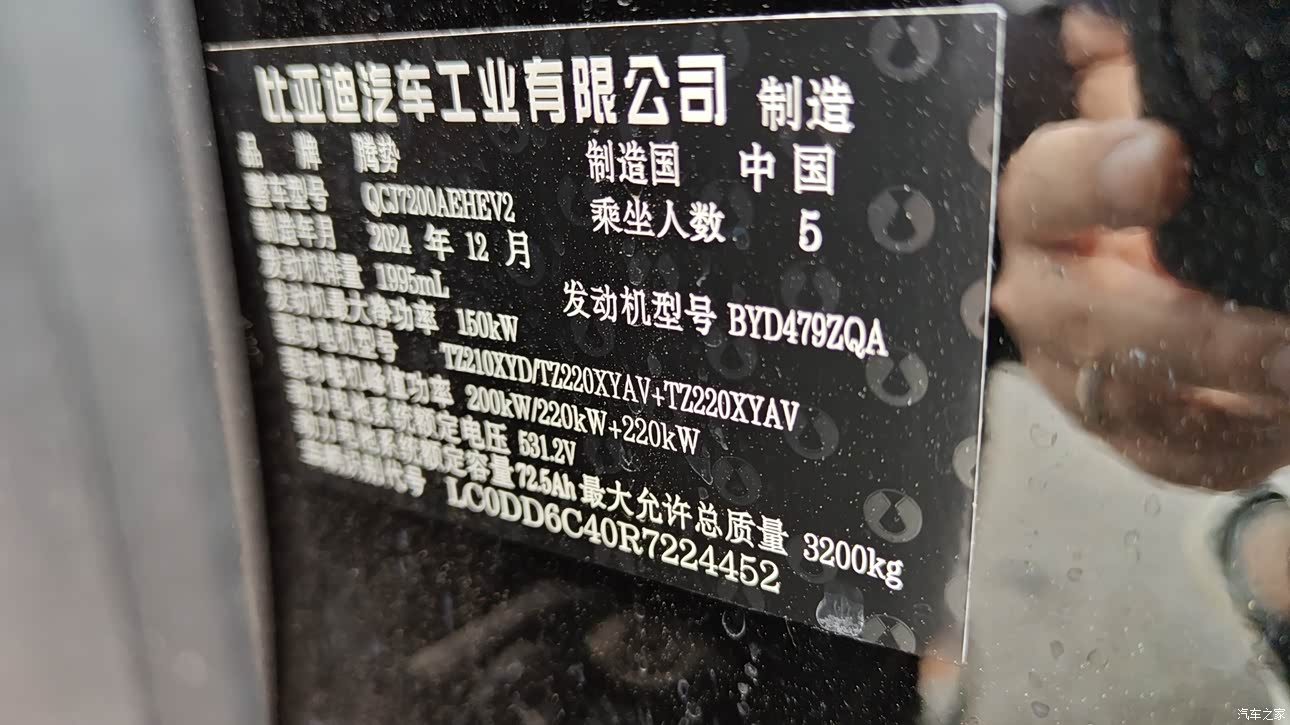 比亚迪汽车工业有限公司 制造
品 牌 腾势 制造国 中国
整车型号 QCJ7200AEHEV2 乘坐人数 5
制造年月 2024 年 12 月
发动机排量 1995mL 发动机型号 BYD479ZQA
发动机最大净功率 150kW
驱动电机型号 TZ210XYD/TZ220XYAV+TZ220XYAV
驱动电机峰值功率 200kW/220kW+220kW
动力电池系统额定电压 531.2V
动力电池系统额定容量 72.5Ah 最大允许总质量 3200kg
车辆识别代号 LC0DD6C40R7224452
汽车之家